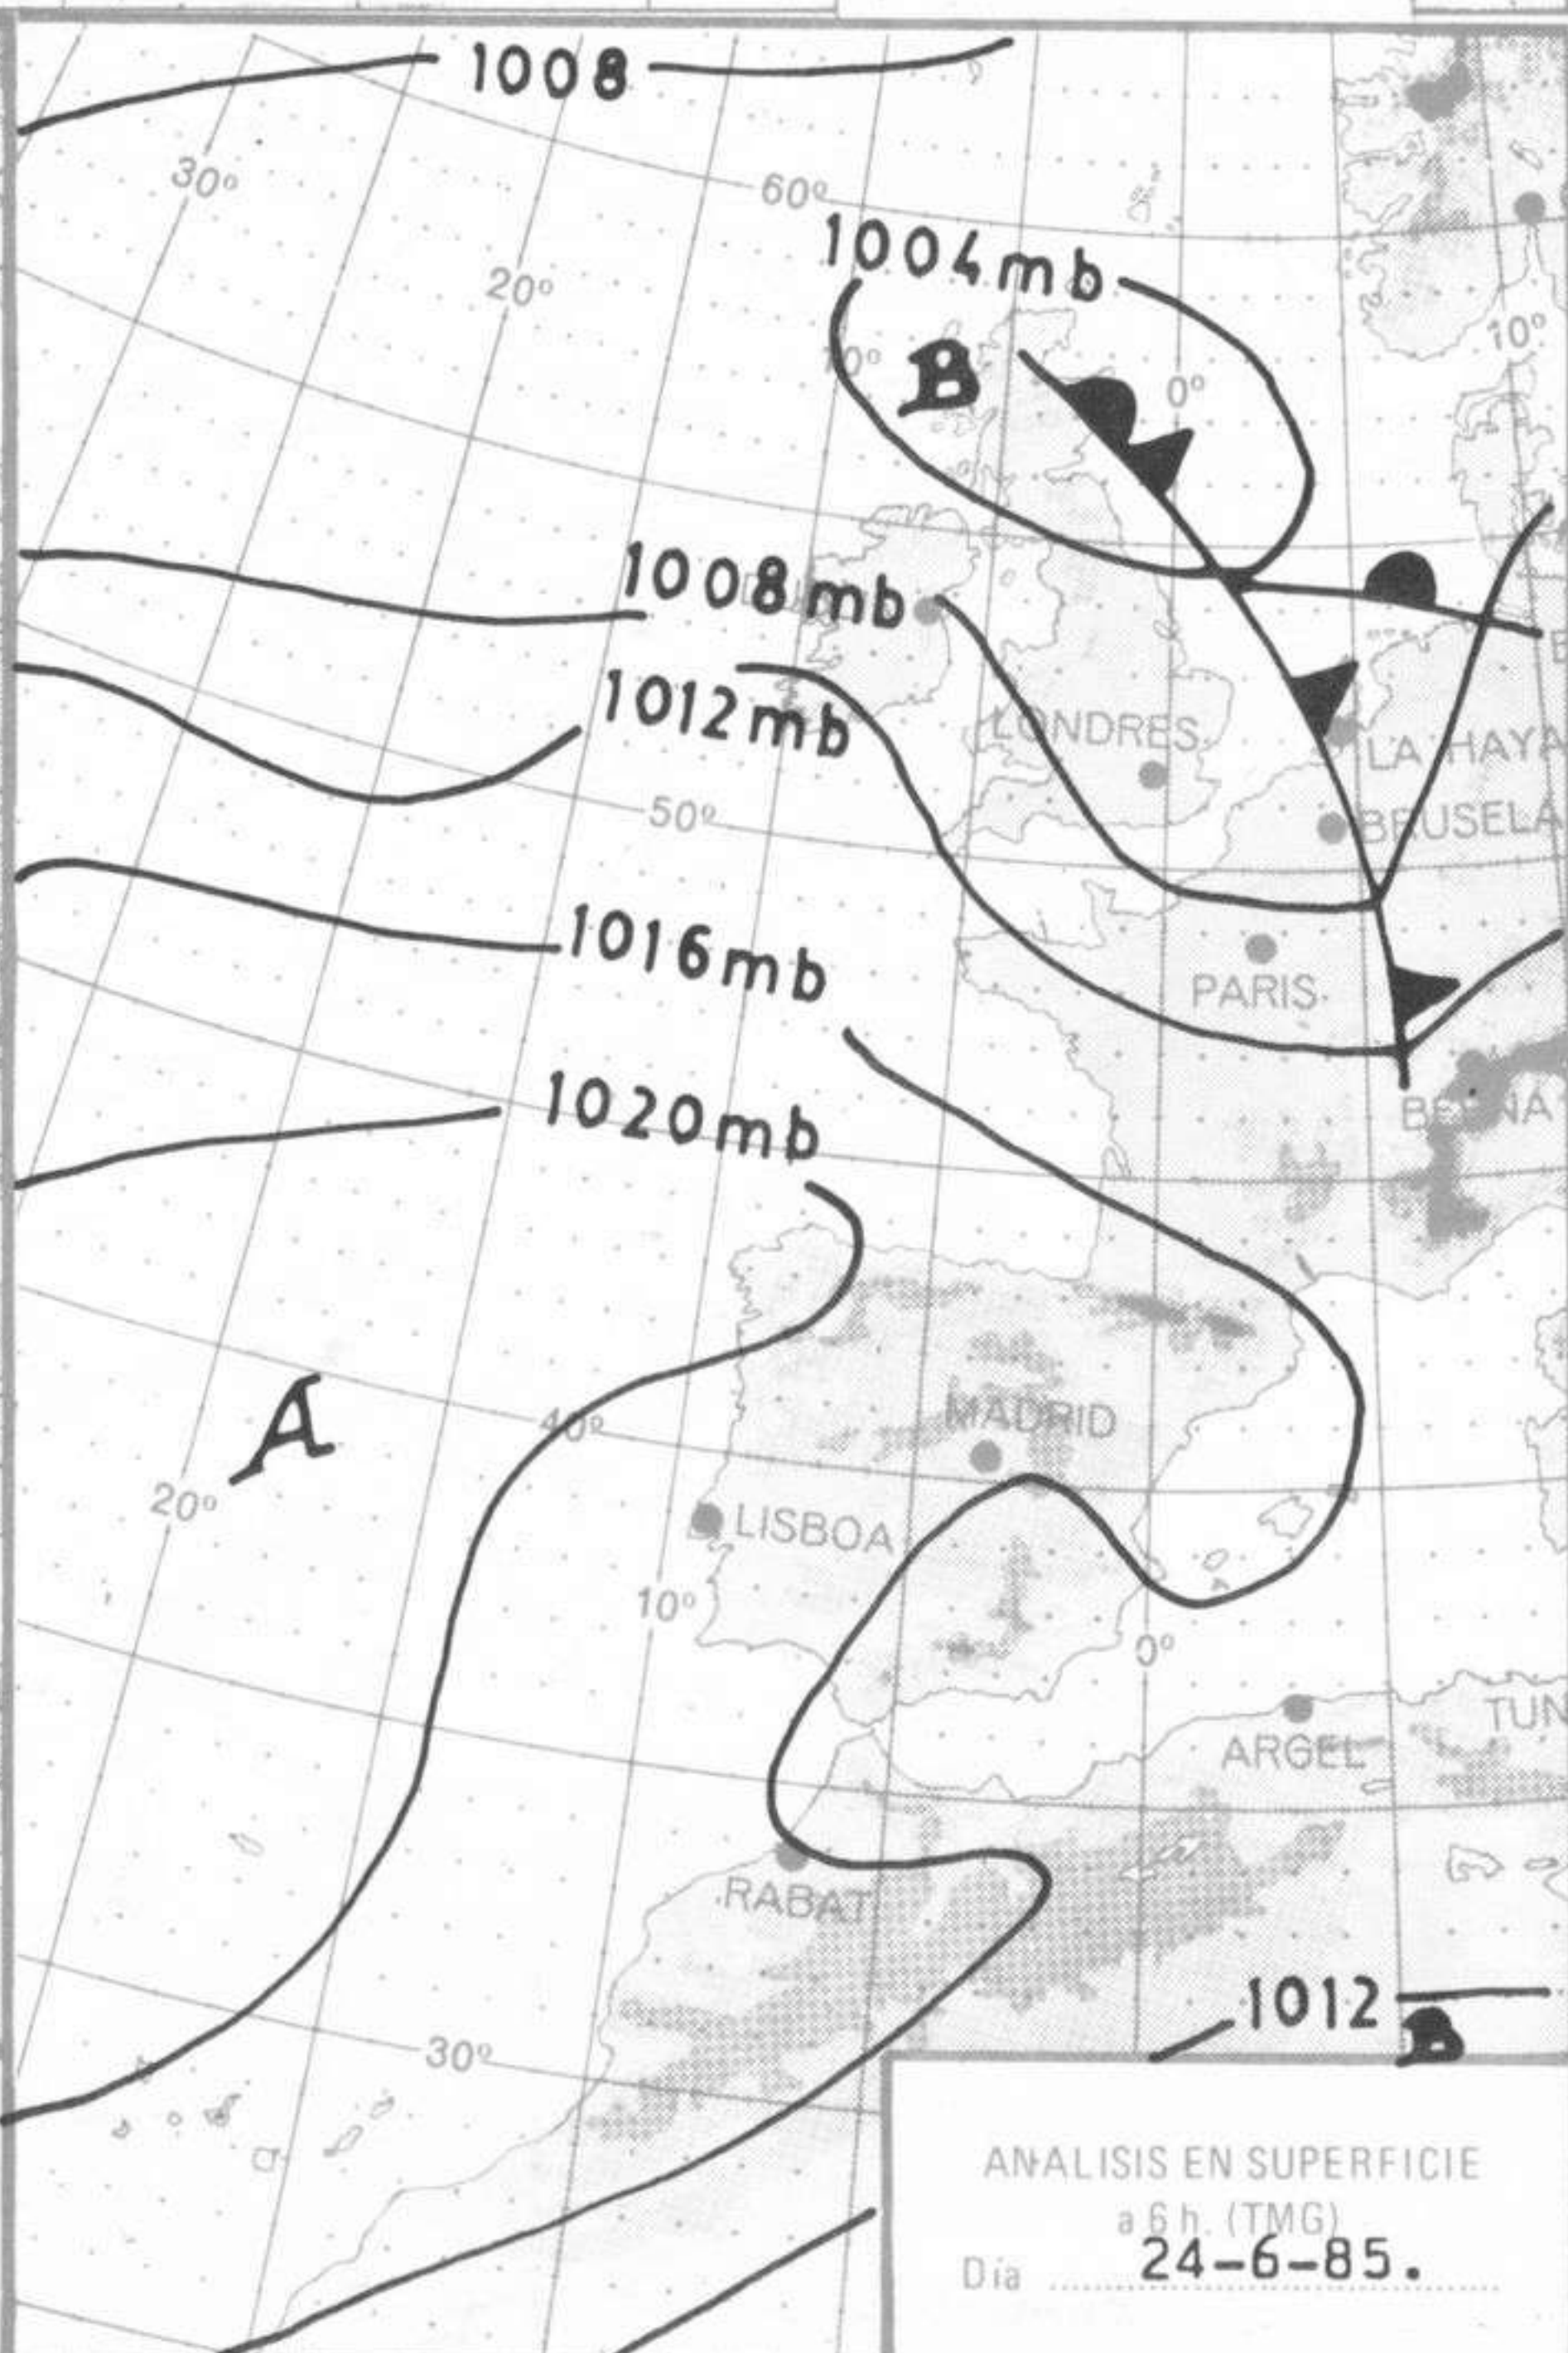 1008
30º
60º
1004mb
20º
10º
10º
B
0º
1008mb
1012mb
LONDRES
LA HAYA
50º
BRUSELA
1016mb
PARIS
1020mb
BERNA
A
40º
MADRID
20º
LISBOA
10º
0º
TUN
ARGEL
RABAT
1012
B
30º
ANALISIS EN SUPERFICIE
a 6 h. (TMG)
Día 24-6-85.